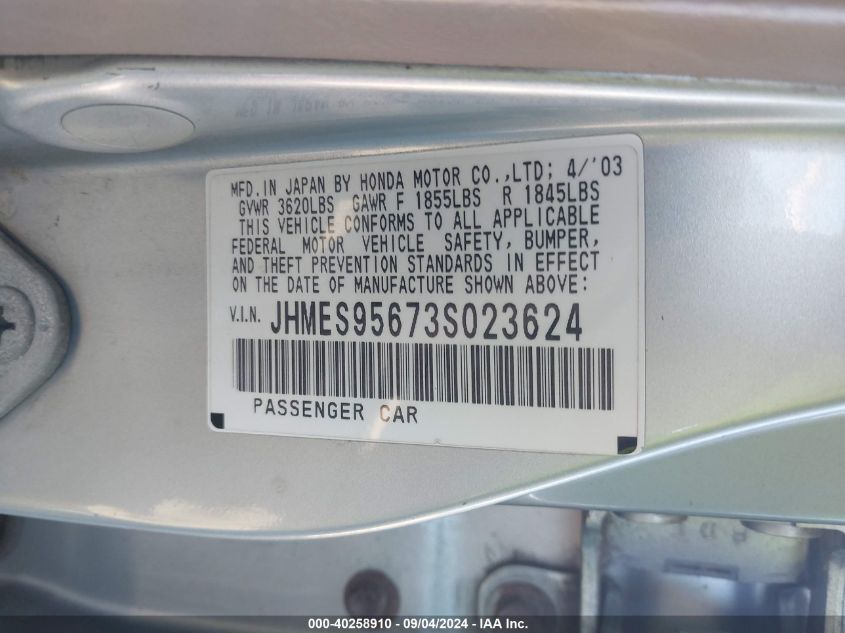 MFD.IN JAPAN BY HONDA MOTOR CO.,LTD; 4/'03
GVWR 3620LBS GAWR F 1855LBS R 1845LBS
THIS VEHICLE CONFORMS TO ALL APPLICABLE
FEDERAL MOTOR VEHICLE SAFETY, BUMPER,
AND THEFT PREVENTION STANDARDS IN EFFECT
ON THE DATE OF MANUFACTURE SHOWN ABOVE:
V.I.N. JHMES95673S023624
PASSENGER CAR
000-40258910 - 09/04/2024 - IAA Inc.